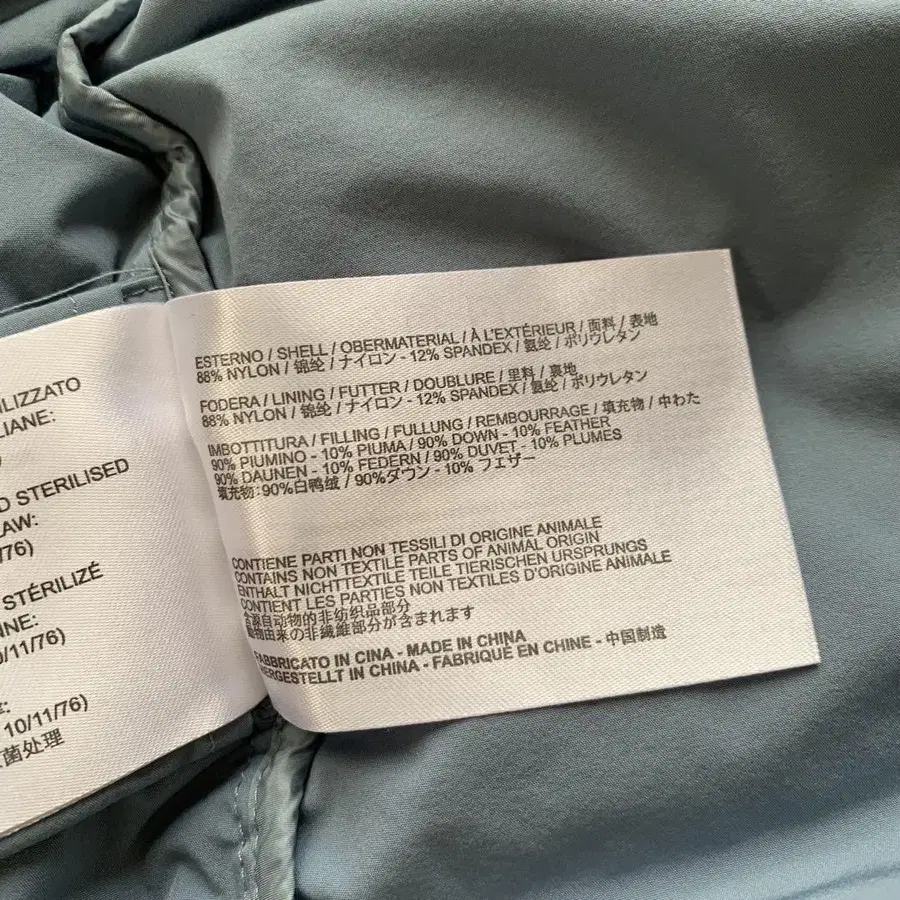 ILIZZATO
LIANE:
D STERILISED
AW:
/76)
STÉRILIZÉ
NNE:
0/11/76)
10/11/76)
菌处理
ESTERNO / SHELL / OBERMATERIAL / À L'EXTÉRIEUR / 面料 / 表地
88% NYLON / 锦纶 / ナイロン - 12% SPANDEX / 氨纶 / ポリウレタン
FODERA / LINING / FUTTER / DOUBLURE / 里料 / 裏地
88% NYLON / 锦纶 / ナイロン - 12% SPANDEX / 氨纶 / ポリウレタン
IMBOTTITURA / FILLING / FULLUNG / REMBOURRAGE / 填充物 / 中わた
90% PIUMINO - 10% PIUMA / 90% DOWN - 10% FEATHER
90% DAUNEN - 10% FEDERN / 90% DUVET - 10% PLUMES
填充物：90%白鸭绒 / 90%ダウン - 10% フェザー
CONTIENE PARTI NON TESSILI DI ORIGINE ANIMALE
CONTAINS NON TEXTILE PARTS OF ANIMAL ORIGIN
ENTHALT NICHTTEXTILE TEILE TIERISCHEN URSPRUNGS
CONTIENT LES PARTIES NON TEXTILES D'ORIGINE ANIMALE
含源自动物的非纺织品部分
動物由来の非繊維部分が含まれます
FABBRICATO IN CINA - MADE IN CHINA
HERGESTELLT IN CHINA - FABRIQUÉ EN CHINE - 中国制造